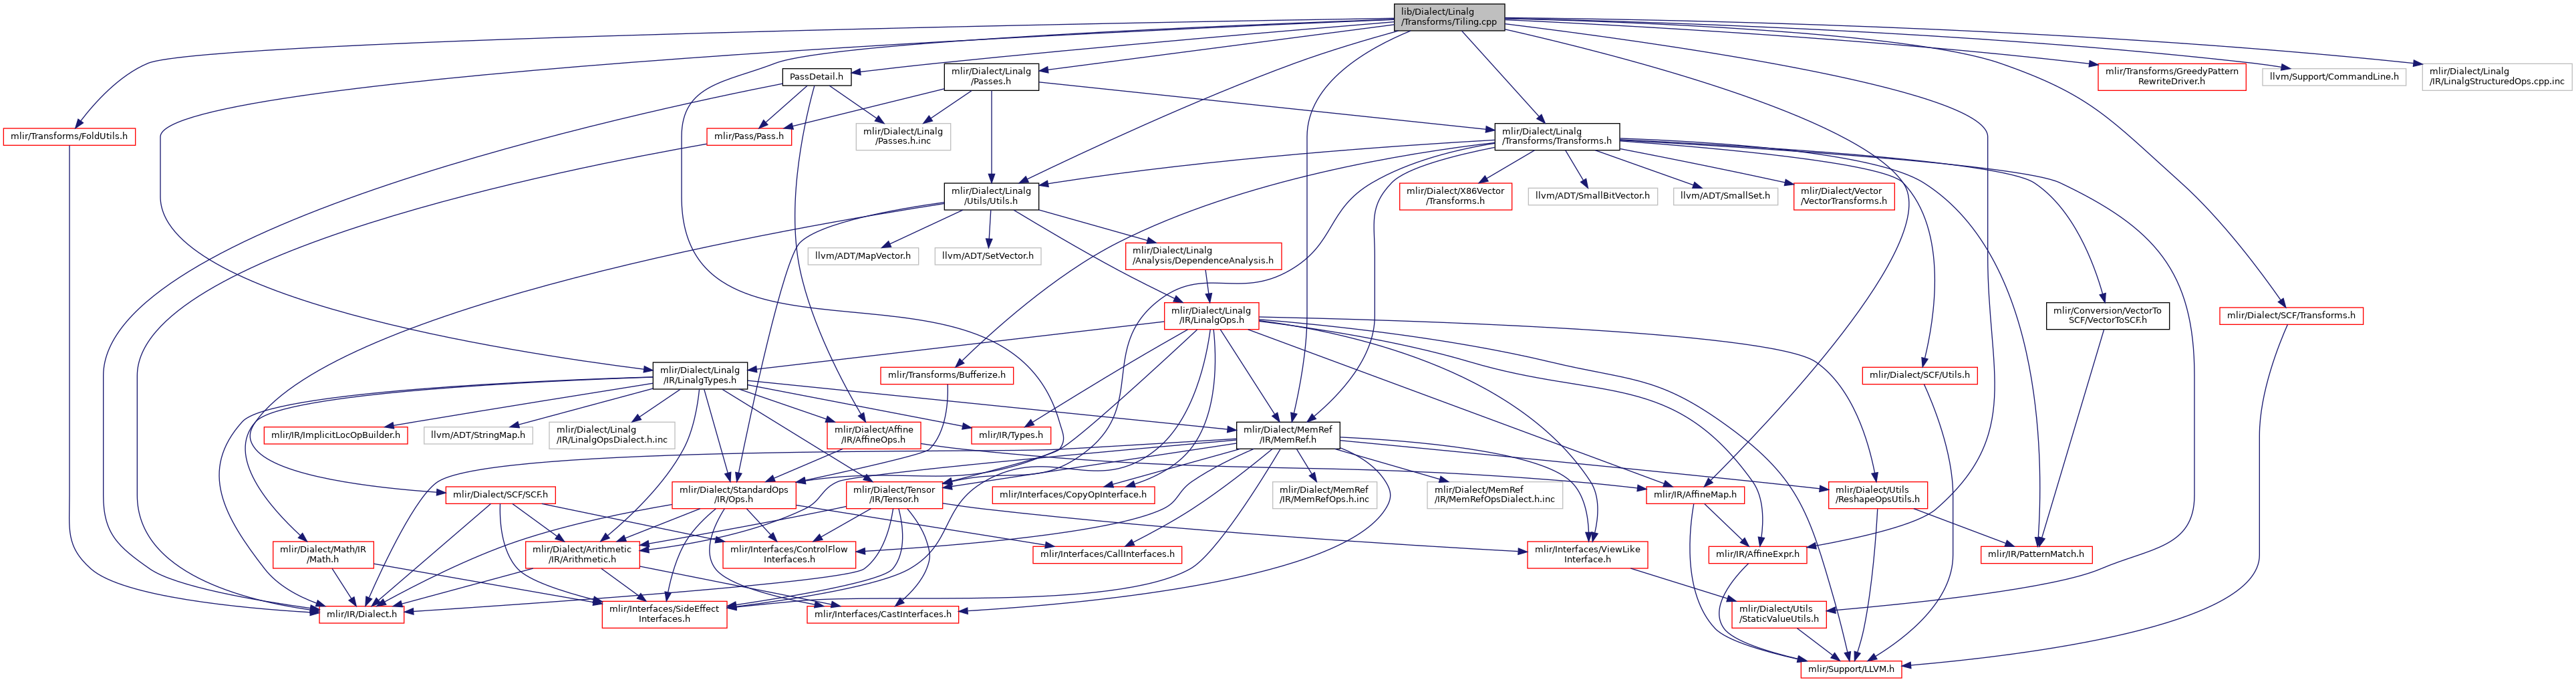 lib/Dialect/Linalg
/Transforms/Tiling.cpp
PassDetail.h
mlir/Dialect/Linalg
/Passes.h
mlir/Transforms/GreedyPattern
RewriteDriver.h
llvm/Support/CommandLine.h
mlir/Dialect/Linalg
/IR/LinalgStructuredOps.cpp.inc
mlir/Transforms/FoldUtils.h
mlir/Pass/Pass.h
mlir/Dialect/Linalg
/Passes.h.inc
mlir/Dialect/Linalg
/Transforms/Transforms.h
mlir/Dialect/Linalg
/Utils/Utils.h
mlir/Dialect/X86Vector
/Transforms.h
llvm/ADT/SmallBitVector.h
llvm/ADT/SmallSet.h
mlir/Dialect/Vector
/VectorTransforms.h
llvm/ADT/MapVector.h
llvm/ADT/SetVector.h
mlir/Dialect/Linalg
/Analysis/DependenceAnalysis.h
mlir/Dialect/Linalg
/IR/LinalgOps.h
mlir/Conversion/VectorTo
SCF/VectorToSCF.h
mlir/Dialect/SCF/Transforms.h
mlir/Dialect/Linalg
/IR/LinalgTypes.h
mlir/Transforms/Bufferize.h
mlir/Dialect/SCF/Utils.h
mlir/IR/ImplicitLocOpBuilder.h
llvm/ADT/StringMap.h
mlir/Dialect/Linalg
/IR/LinalgOpsDialect.h.inc
mlir/Dialect/Affine
/IR/AffineOps.h
mlir/IR/Types.h
mlir/Dialect/MemRef
/IR/MemRef.h
mlir/Dialect/SCF/SCF.h
mlir/Dialect/StandardOps
/IR/Ops.h
mlir/Dialect/Tensor
/IR/Tensor.h
mlir/Interfaces/CopyOpInterface.h
mlir/Dialect/MemRef
/IR/MemRefOps.h.inc
mlir/Dialect/MemRef
/IR/MemRefOpsDialect.h.inc
mlir/IR/AffineMap.h
mlir/Dialect/Utils
/ReshapeOpsUtils.h
mlir/Dialect/Math/IR
/Math.h
mlir/Dialect/Arithmetic
/IR/Arithmetic.h
mlir/Interfaces/ControlFlow
Interfaces.h
mlir/Interfaces/CallInterfaces.h
mlir/Interfaces/ViewLike
Interface.h
mlir/IR/AffineExpr.h
mlir/IR/PatternMatch.h
mlir/IR/Dialect.h
mlir/Interfaces/SideEffect
Interfaces.h
mlir/Interfaces/CastInterfaces.h
mlir/Dialect/Utils
/StaticValueUtils.h
mlir/Support/LLVM.h